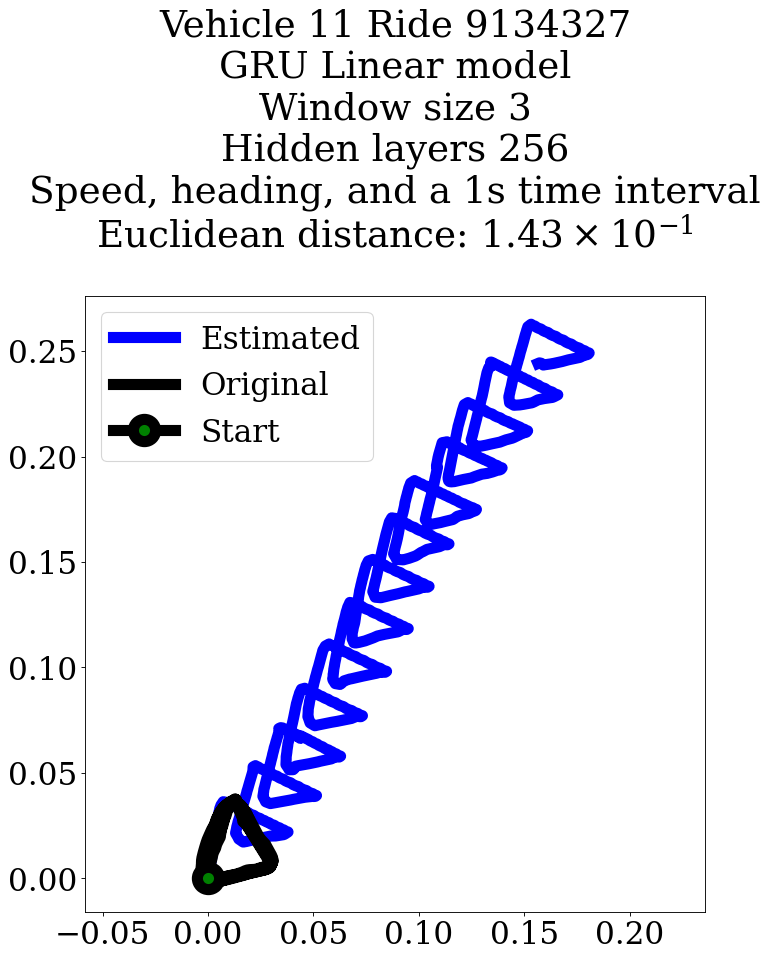 Vehicle 11 Ride 9134327
GRU Linear model
Window size 3
Hidden layers 256
Speed, heading, and a 1s time interval
Euclidean distance: 1.43 × 10⁻¹
Estimated
Original
Start
0.25
0.20
0.15
0.10
0.05
0.00
−0.05 0.00 0.05 0.10 0.15 0.20